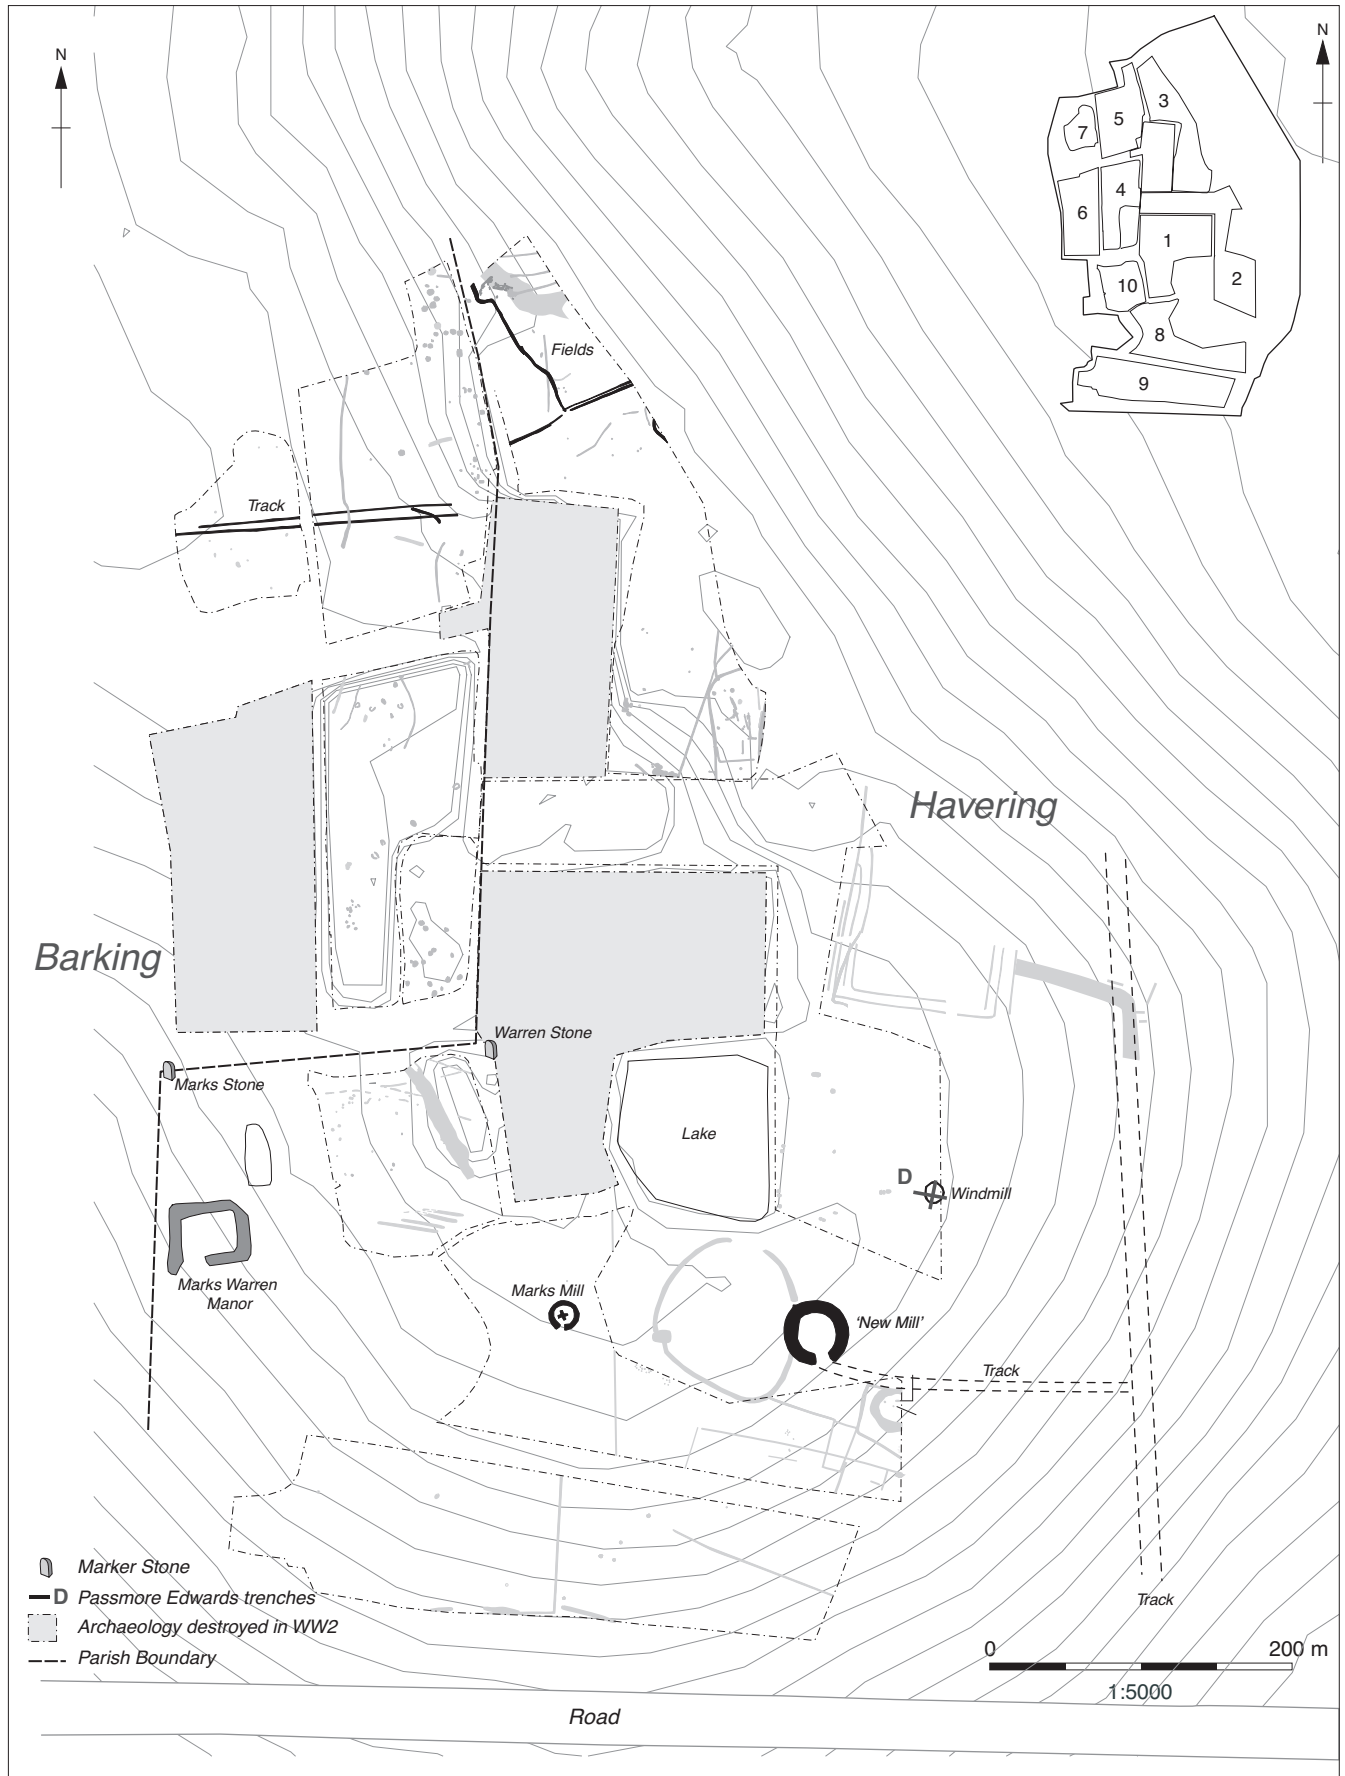 N
N
3
5
7
4
6
1
2
10
8
9
Fields
Track
Havering
Barking
Warren Stone
Marks Stone
Lake
D
Windmill
Marks Warren
Manor
Marks Mill
'New Mill'
Track
Marker Stone
D Passmore Edwards trenches
Archaeology destroyed in WW2
Parish Boundary
Track
0 200 m
1:5000
Road